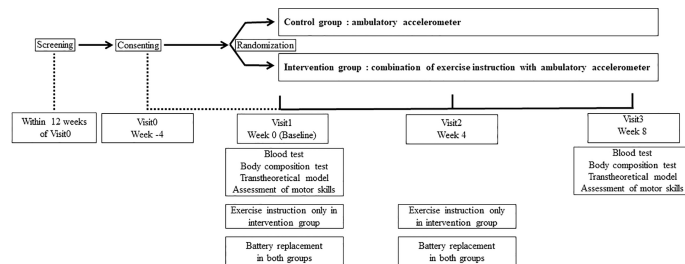 Control group : ambulatory accelerometer
Screening
Consenting
Randomization
Intervention group : combination of exercise instruction with ambulatory accelerometer
Within 12 weeks
of Visit0
Visit0
Week -4
Visit1
Week 0 (Baseline)
Visit2
Week 4
Visit3
Week 8
Blood test
Body composition test
Transtheoretical model
Assessment of motor skills
Blood test
Body composition test
Transtheoretical model
Assessment of motor skills
Exercise instruction only in
intervention group
Exercise instruction only
in intervention group
Battery replacement
in both groups
Battery replacement
in both groups